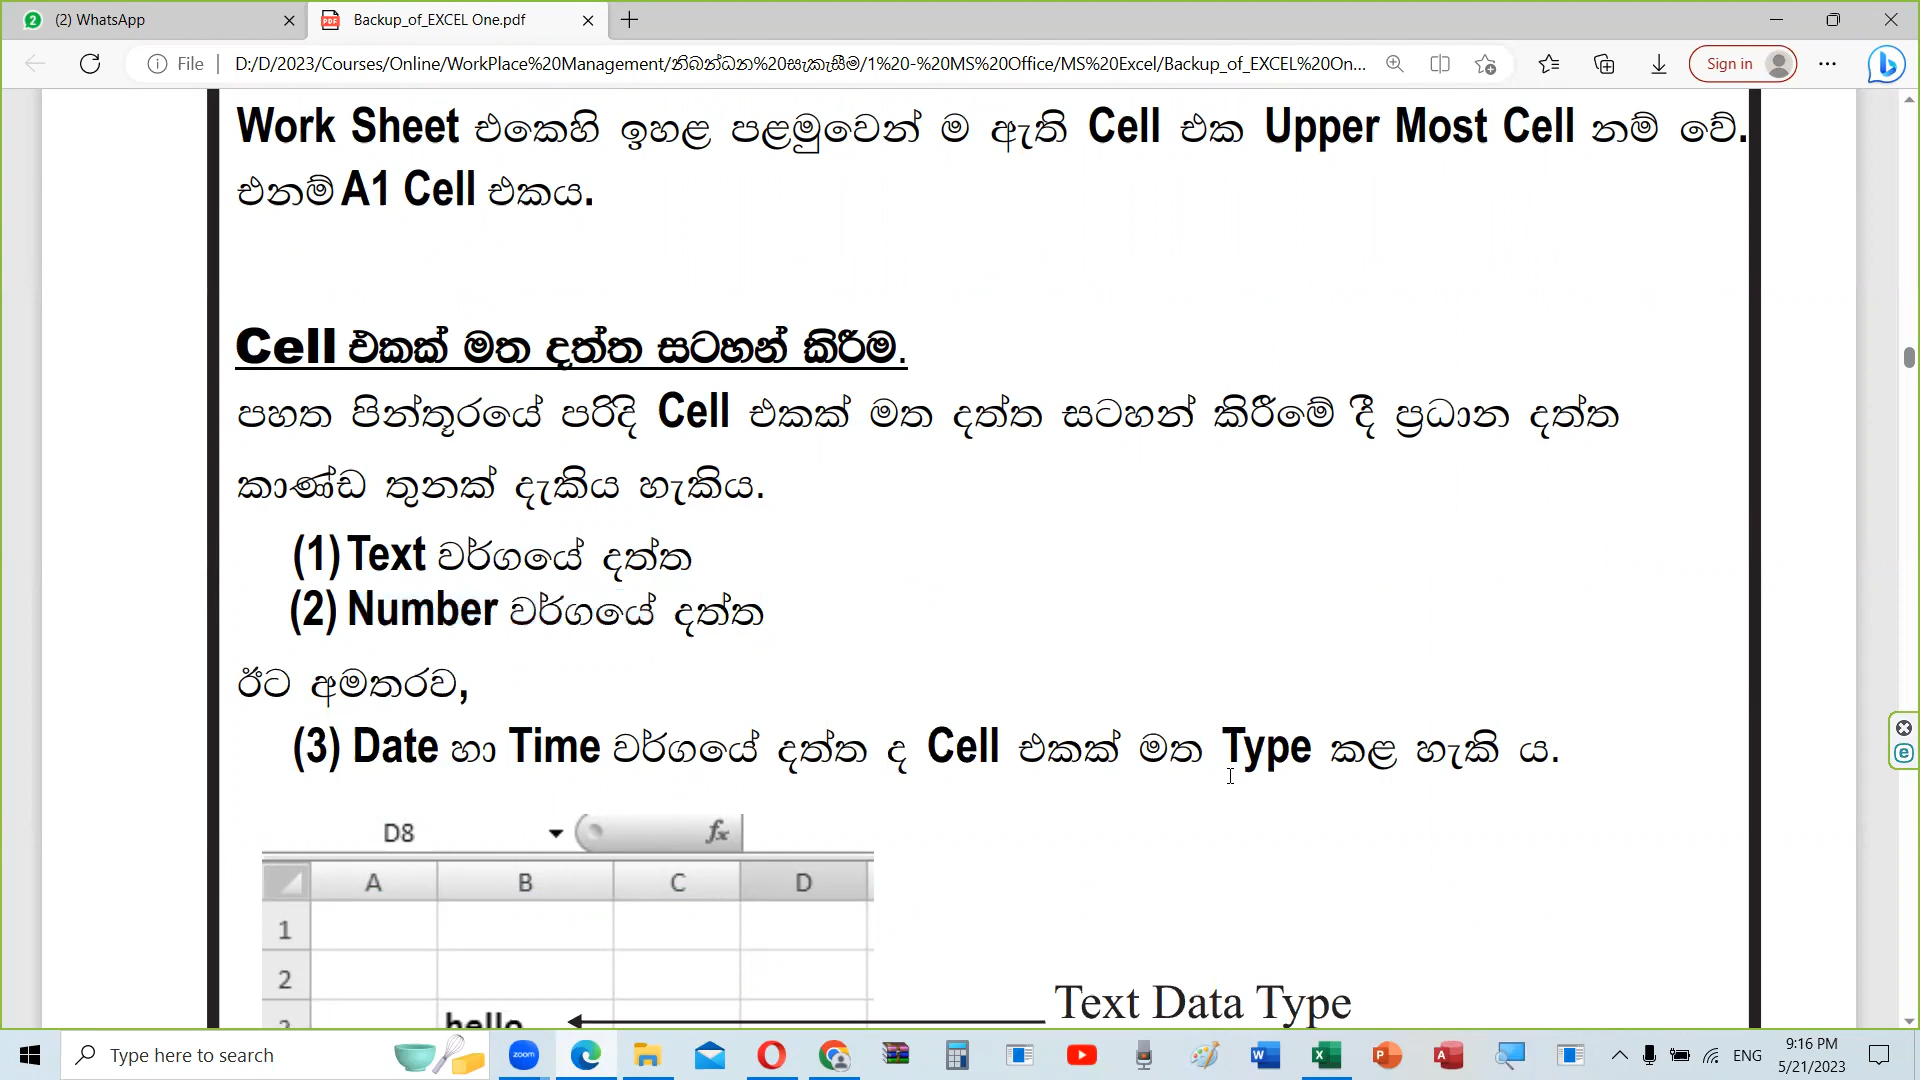 (2) WhatsApp
Backup_of_EXCEL One.pdf
File
D:/D/2023/Courses/Online/WorkPlace%20Management/නිබන්ධන%20සැකැසීම/1%20-%20MS%20Office/MS%20Excel/Backup_of_EXCEL%20On...
Sign in
Work Sheet එකෙහි ඉහළ පළමුවෙන් ම ඇති Cell එක Upper Most Cell නම් වේ.
එනම් A1 Cell එකය.
Cell එකක් මත දත්ත සටහන් කිරීම.
පහත පින්තූරයේ පරිදි Cell එකක් මත දත්ත සටහන් කිරීමේ දී ප්‍රධාන දත්ත
කාණ්ඩ තුනක් දැකිය හැකිය.
(1) Text වර්ගයේ දත්ත
(2) Number වර්ගයේ දත්ත
ඊට අමතරව,
(3) Date හා Time වර්ගයේ දත්ත ද Cell එකක් මත Type කළ හැකි ය.
D8 fx
A B C D
1
2
3 hello
Text Data Type
Type here to search
zoom
ENG
9:16 PM
5/21/2023